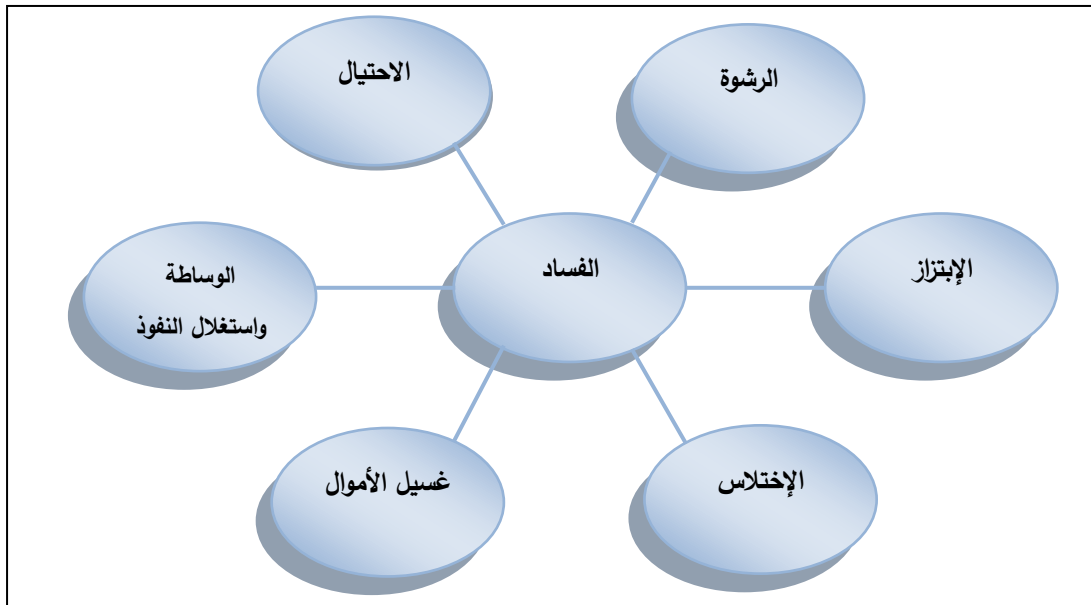 الرشوة
الاحتيال
الإبتزاز
الفساد
الوساطة
واستغلال النفوذ
الإختلاس
غسيل الأموال